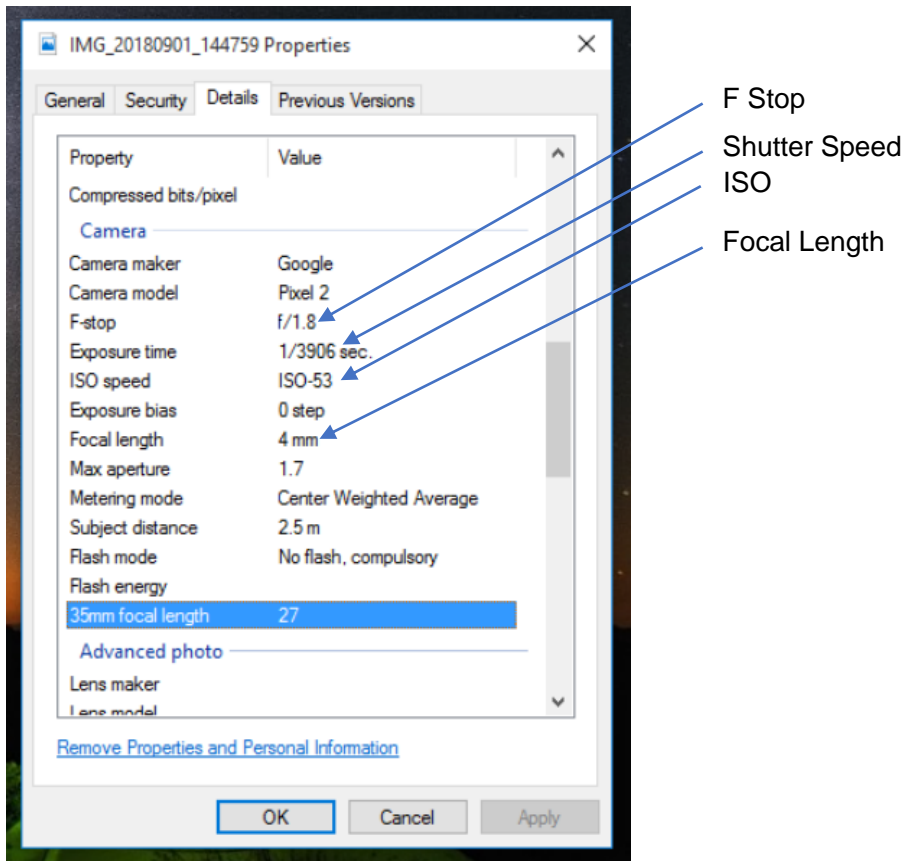 IMG_20180901_144759 Properties
General Security Details Previous Versions
Property Value
Compressed bits/pixel
Camera
Camera maker Google
Camera model Pixel 2
F-stop f/1.8
Exposure time 1/3906 sec.
ISO speed ISO-53
Exposure bias 0 step
Focal length 4 mm
Max aperture 1.7
Metering mode Center Weighted Average
Subject distance 2.5 m
Flash mode No flash, compulsory
Flash energy
35mm focal length 27
Advanced photo
Lens maker
Lens model
Remove Properties and Personal Information
OK Cancel Apply
F Stop
Shutter Speed
ISO
Focal Length